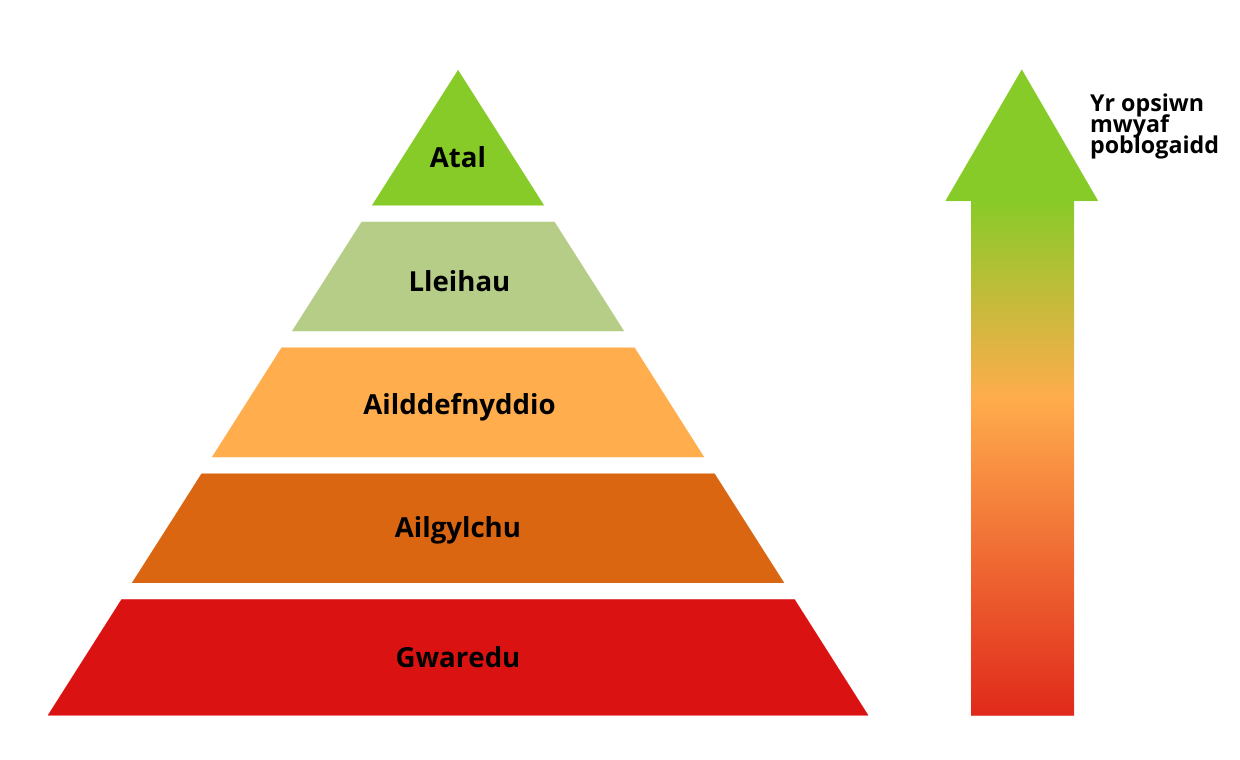 Atal
Yr opsiwn
mwyaf
poblogaidd
Lleihau
Ailddefnyddio
Ailgylchu
Gwaredu